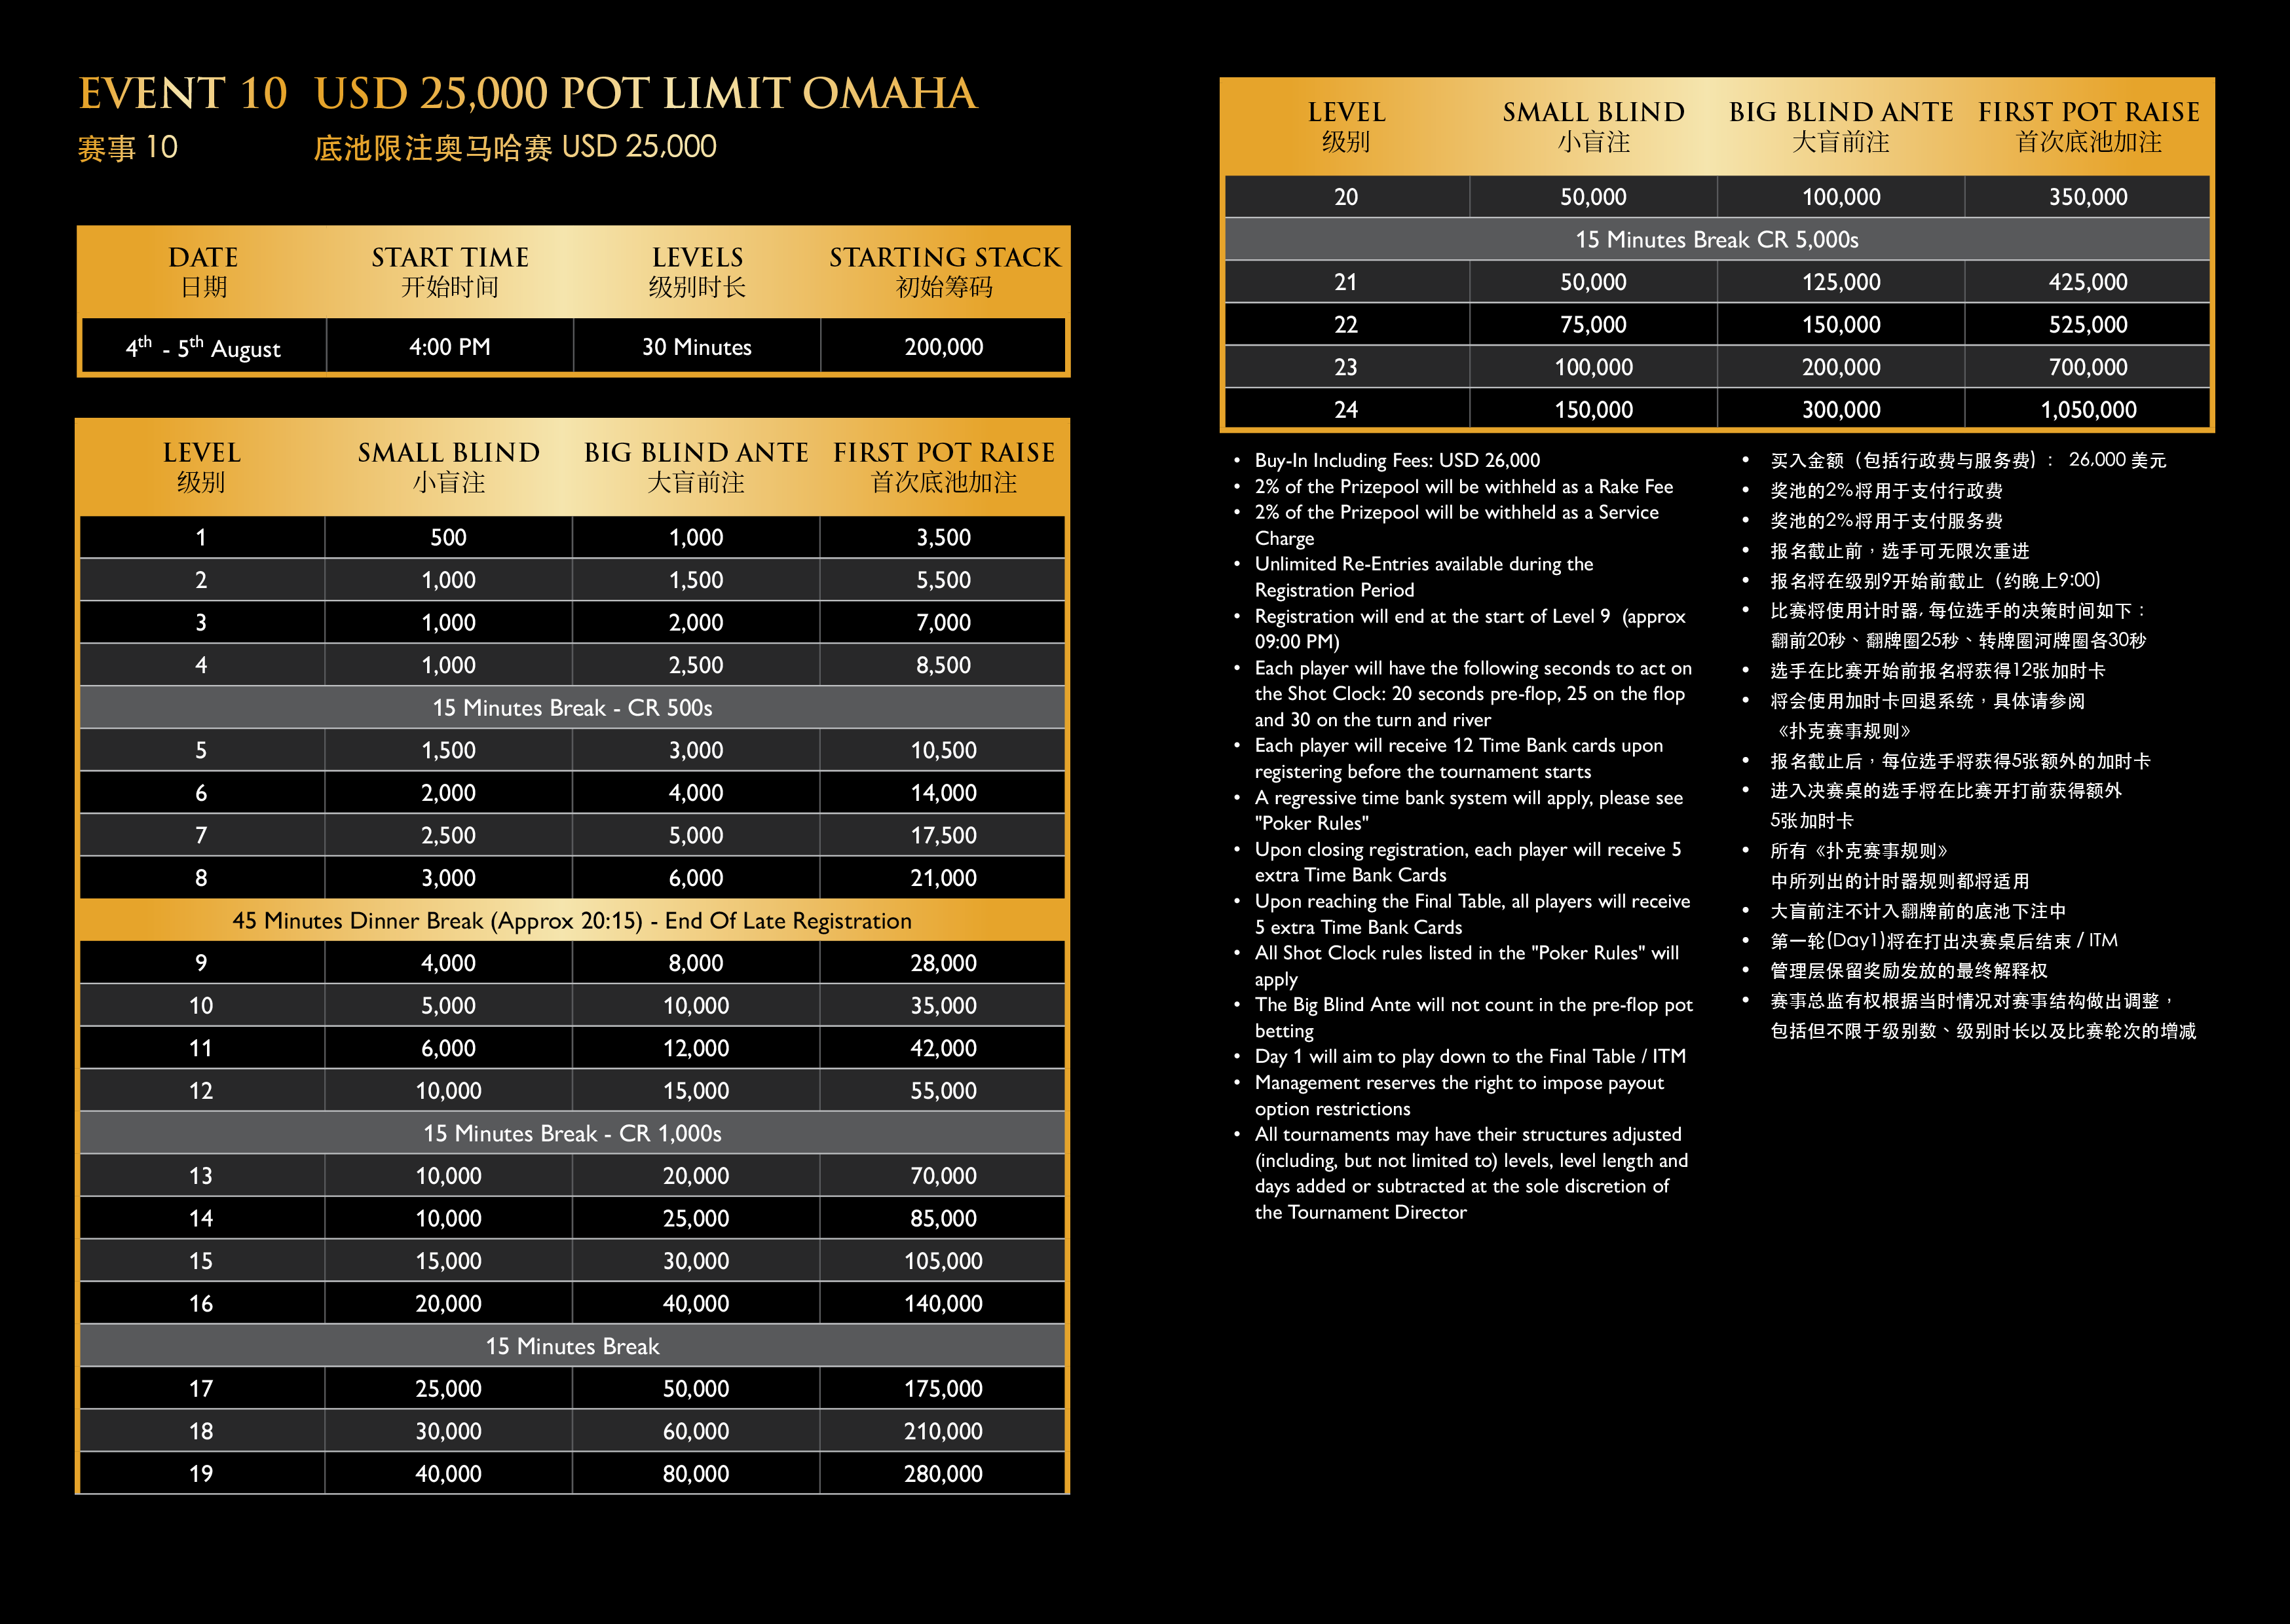 EVENT 10 USD 25,000 POT LIMIT OMAHA
赛事 10 底池限注奥马哈赛 USD 25,000
DATE START TIME LEVELS STARTING STACK
日期 开始时间 级别时长 初始筹码
4th - 5th August 4:00 PM 30 Minutes 200,000
LEVEL SMALL BLIND BIG BLIND ANTE FIRST POT RAISE
级别 小盲注 大盲前注 首次底池加注
1 500 1,000 3,500
2 1,000 1,500 5,500
3 1,000 2,000 7,000
4 1,000 2,500 8,500
15 Minutes Break - CR 500s
5 1,500 3,000 10,500
6 2,000 4,000 14,000
7 2,500 5,000 17,500
8 3,000 6,000 21,000
45 Minutes Dinner Break (Approx 20:15) - End Of Late Registration
9 4,000 8,000 28,000
10 5,000 10,000 35,000
11 6,000 12,000 42,000
12 10,000 15,000 55,000
15 Minutes Break - CR 1,000s
13 10,000 20,000 70,000
14 10,000 25,000 85,000
15 15,000 30,000 105,000
16 20,000 40,000 140,000
15 Minutes Break
17 25,000 50,000 175,000
18 30,000 60,000 210,000
19 40,000 80,000 280,000
LEVEL SMALL BLIND BIG BLIND ANTE FIRST POT RAISE
级别 小盲注 大盲前注 首次底池加注
20 50,000 100,000 350,000
15 Minutes Break CR 5,000s
21 50,000 125,000 425,000
22 75,000 150,000 525,000
23 100,000 200,000 700,000
24 150,000 300,000 1,050,000
• Buy-In Including Fees: USD 26,000
• 2% of the Prizepool will be withheld as a Rake Fee
• 2% of the Prizepool will be withheld as a Service
Charge
• Unlimited Re-Entries available during the
Registration Period
• Registration will end at the start of Level 9 (approx
09:00 PM)
• Each player will have the following seconds to act on
the Shot Clock: 20 seconds pre-flop, 25 on the flop
and 30 on the turn and river
• Each player will receive 12 Time Bank cards upon
registering before the tournament starts
• A regressive time bank system will apply, please see
"Poker Rules"
• Upon closing registration, each player will receive 5
extra Time Bank Cards
• Upon reaching the Final Table, all players will receive
5 extra Time Bank Cards
• All Shot Clock rules listed in the "Poker Rules" will
apply
• The Big Blind Ante will not count in the pre-flop pot
betting
• Day 1 will aim to play down to the Final Table / ITM
• Management reserves the right to impose payout
option restrictions
• All tournaments may have their structures adjusted
(including, but not limited to) levels, level length and
days added or subtracted at the sole discretion of
the Tournament Director
• 买入金额（包括行政费与服务费）： 26,000 美元
• 奖池的2%将用于支付行政费
• 奖池的2%将用于支付服务费
• 报名截止前，选手可无限次重进
• 报名将在级别9开始前截止（约晚上9:00)
• 比赛将使用计时器, 每位选手的决策时间如下：
翻前20秒、翻牌圈25秒、转牌圈河牌圈各30秒
• 选手在比赛开始前报名将获得12张加时卡
• 将会使用加时卡回退系统，具体请参阅
《扑克赛事规则》
• 报名截止后，每位选手将获得5张额外的加时卡
• 进入决赛桌的选手将在比赛开打前获得额外
5张加时卡
• 所有《扑克赛事规则》
中所列出的计时器规则都将适用
• 大盲前注不计入翻牌前的底池下注中
• 第一轮(Day1)将在打出决赛桌后结束 / ITM
• 管理层保留奖励发放的最终解释权
• 赛事总监有权根据当时情况对赛事结构做出调整，
包括但不限于级别数、级别时长以及比赛轮次的增减